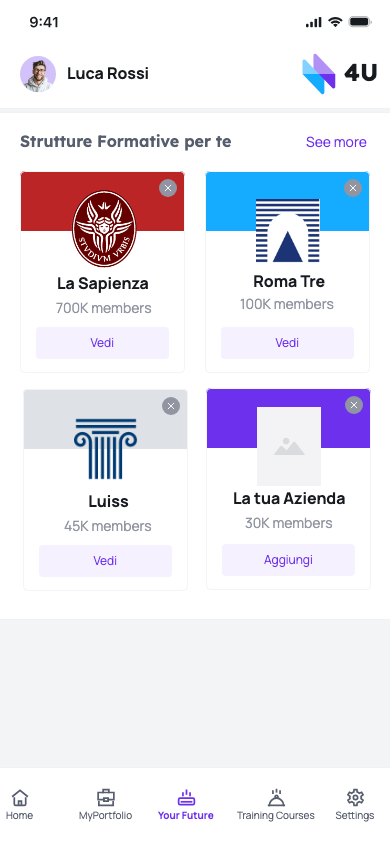 9:41
Luca Rossi
4U
Strutture Formative per te
See more
STVDIVM VRBIS
La Sapienza
700K members
Vedi
Roma Tre
100K members
Vedi
Luiss
45K members
Vedi
La tua Azienda
30K members
Aggiungi
Home
MyPortfolio
Your Future
Training Courses
Settings